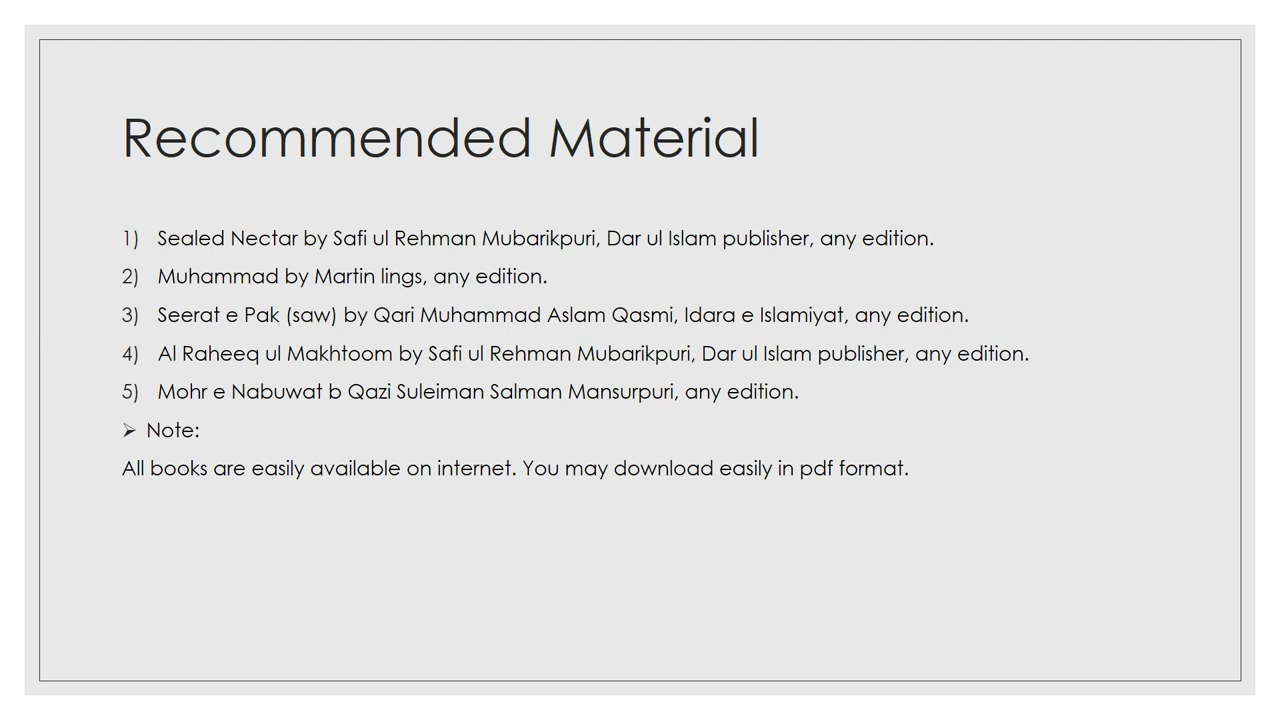 Recommended Material
1) Sealed Nectar by Safi ul Rehman Mubarikpuri, Dar ul Islam publisher, any edition.
2) Muhammad by Martin lings, any edition.
3) Seerat e Pak (saw) by Qari Muhammad Aslam Qasmi, Idara e Islamiyat, any edition.
4) Al Raheeq ul Makhtoom by Safi ul Rehman Mubarikpuri, Dar ul Islam publisher, any edition.
5) Mohr e Nabuwat b Qazi Suleiman Salman Mansurpuri, any edition.
➢ Note:
All books are easily available on internet. You may download easily in pdf format.